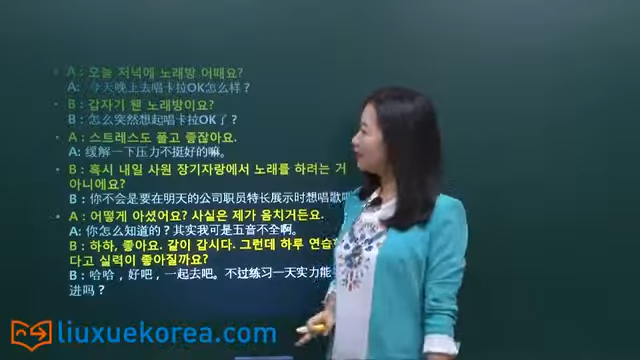 A : 오늘 저녁에 노래방 어때요?
A: 今天晚上去唱卡拉OK怎么样？
B : 갑자기 웬 노래방이요?
B : 怎么突然想起唱卡拉OK了？
A : 스트레스도 풀고 좋잖아요.
A: 缓解一下压力不挺好的嘛。
B : 혹시 내일 사원 장기자랑에서 노래를 하려는 거
아니에요?
B : 你不会是要在明天的公司职员特长展示时想唱歌吧
A : 어떻게 아셨어요? 사실은 제가 음치거든요.
A: 你怎么知道的？其实我可是五音不全啊。
B : 하하, 좋아요. 같이 갑시다. 그런데 하루 연습
다고 실력이 좋아질까요?
B : 哈哈，好吧，一起去吧。不过练习一天实力能
进吗？
liuxuekorea.com